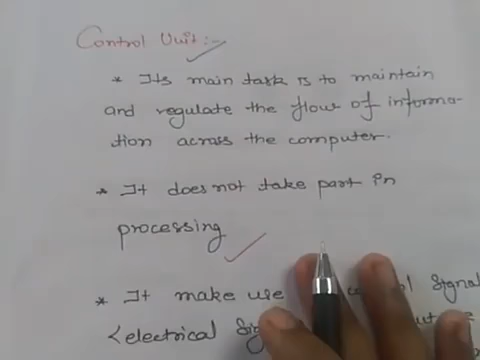 Control Unit:-
* Its main task is to maintain
and regulate the flow of informa-
tion across the computer.
* It does not take part in
processing
* It make use
<electrical